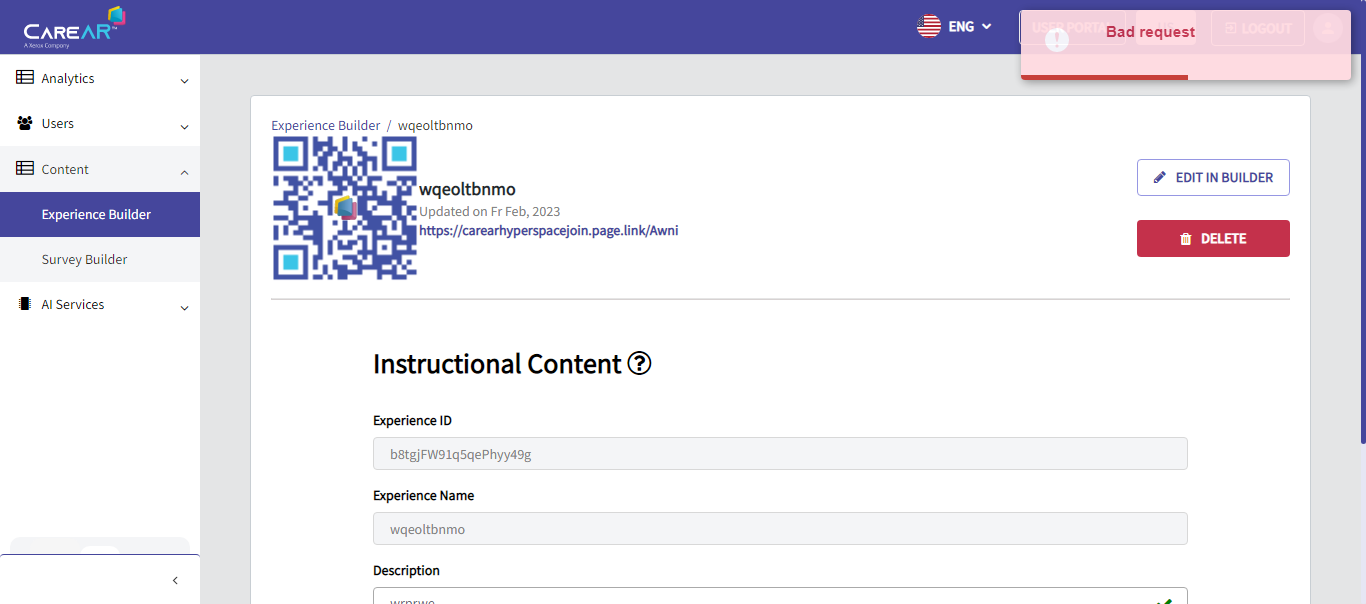 CAREAR™
A Xerox Company
ENG
USER PORTA
LOGOUT
Bad request
Analytics
Users
Content
Experience Builder
Survey Builder
AI Services
Experience Builder / wqeoltbnmo
wqeoltbnmo
Updated on Fr Feb, 2023
https://carearhyperspacejoin.page.link/Awni
EDIT IN BUILDER
DELETE
Instructional Content
Experience ID
b8tgjFW91q5qePhyy49g
Experience Name
wqeoltbnmo
Description